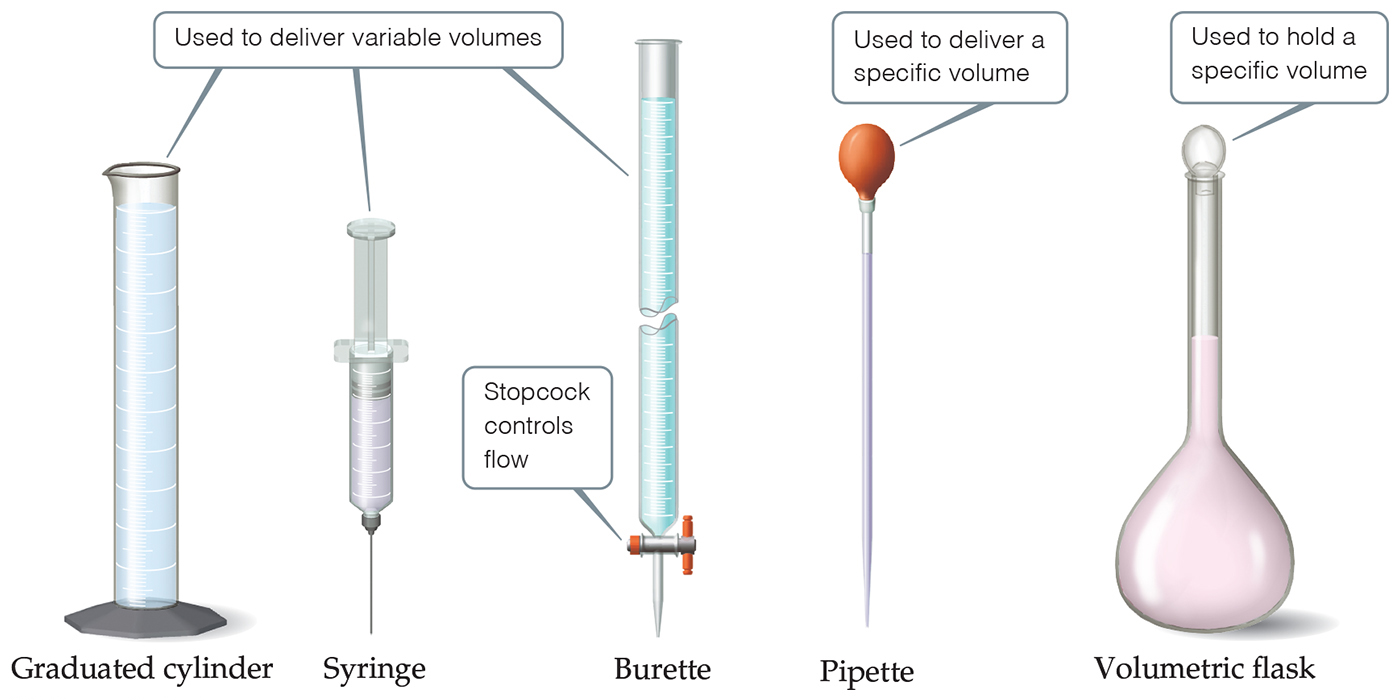 Used to deliver variable volumes
Used to deliver a
specific volume
Used to hold a
specific volume
Stopcock
controls
flow
Graduated cylinder
Syringe
Burette
Pipette
Volumetric flask